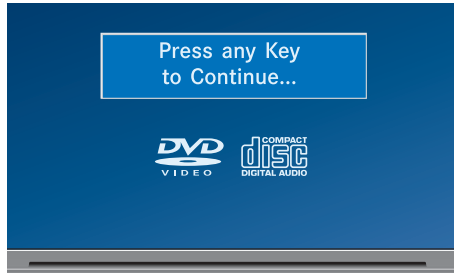 Press any Key
to Continue...
DVD
VIDEO
COMPACT
disc
DIGITAL AUDIO